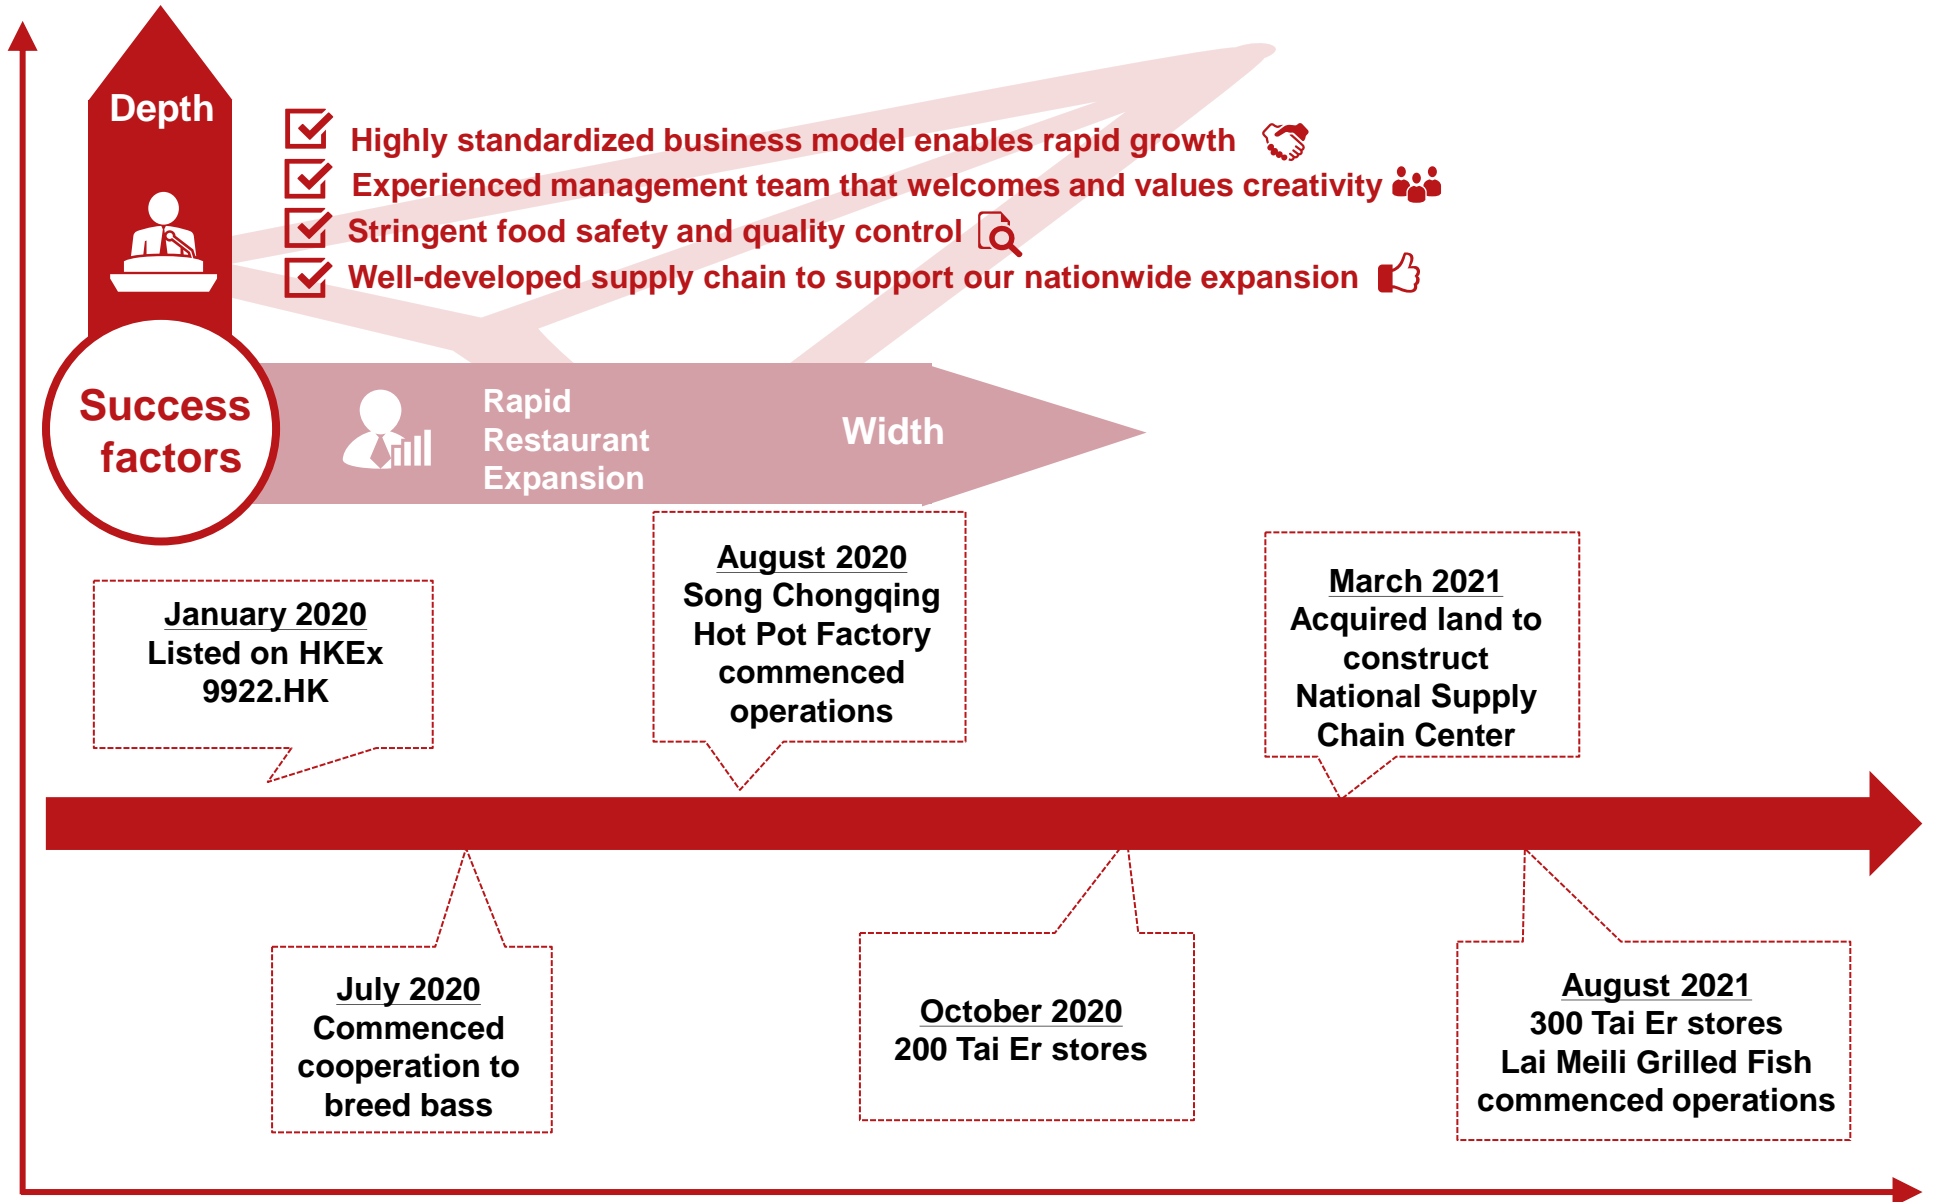 Depth
Highly standardized business model enables rapid growth
Experienced management team that welcomes and values creativity
Stringent food safety and quality control
Well-developed supply chain to support our nationwide expansion
Success
factors
Rapid
Restaurant
Expansion
Width
January 2020
Listed on HKEx
9922.HK
August 2020
Song Chongqing
Hot Pot Factory
commenced
operations
March 2021
Acquired land to
construct
National Supply
Chain Center
July 2020
Commenced
cooperation to
breed bass
October 2020
200 Tai Er stores
August 2021
300 Tai Er stores
Lai Meili Grilled Fish
commenced operations